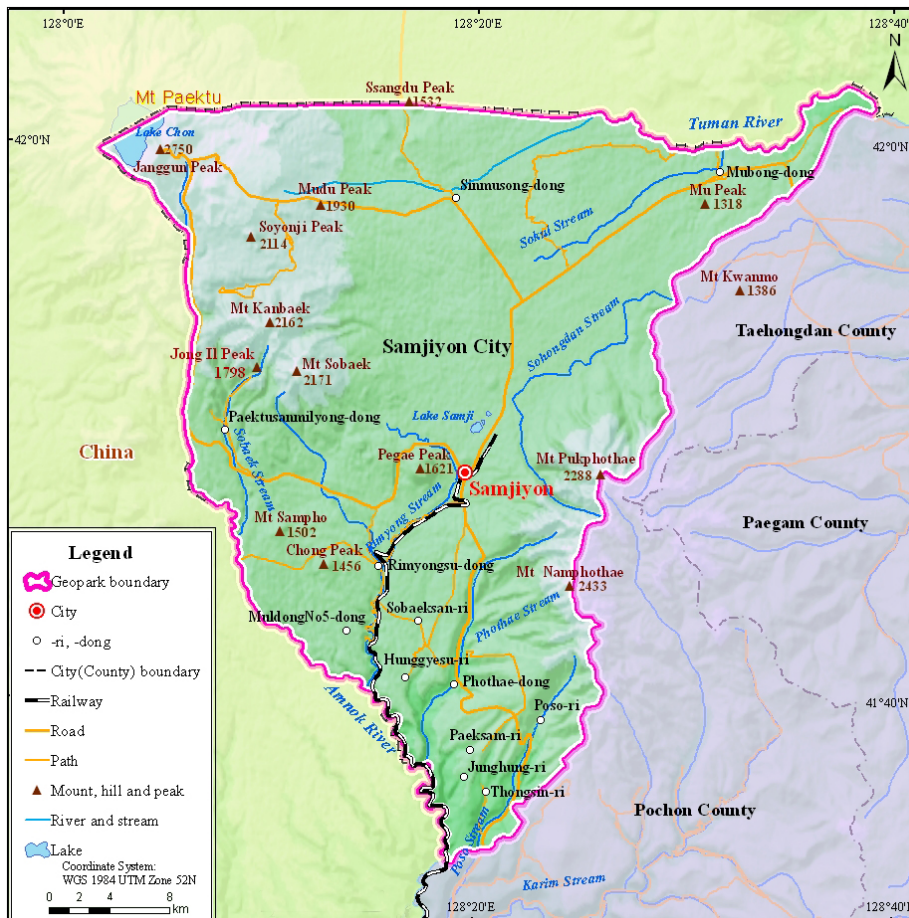 128°0'E
128°20'E
128°40'E
N
Ssangdu Peak
1532
Mt Paektu
Tuman River
42°0'N
Lake Chon
2750
Janggun Peak
42°0'N
Mubong-dong
Sinmusong-dong
Mudu Peak
1930
Mu Peak
1318
Sokul Stream
Soyonji Peak
2114
Mt Kwanmo
1386
Mt Kanbaek
2162
Sohongdan Stream
Taehongdan County
Samjiyon City
Jong Il Peak
1798
Mt Sobaek
2171
Paektusanmilyong-dong
Lake Samji
China
Sobaek Stream
Pegae Peak
1621
Mt Pukphothae
2288
Samjiyon
Rimyong Stream
Mt Sampho
1502
Paegam County
Chong Peak
1456
Rimyongsu-dong
Mt Namphothae
2433
Sobaeksan-ri
MuldongNo5-dong
Phothae Stream
Hunggyesu-ri
Phothae-dong
Amnok River
Poso-ri
41°40'N
Paeksam-ri
Junghung-ri
Thongsin-ri
Pochon County
Poso Stream
Karim Stream
128°20'E
128°40'E
Legend
Geopark boundary
City
-ri, -dong
City(County) boundary
Railway
Road
Path
Mount, hill and peak
River and stream
Lake
Coordinate System:
WGS 1984 UTM Zone 52N
0 2 4 8
km